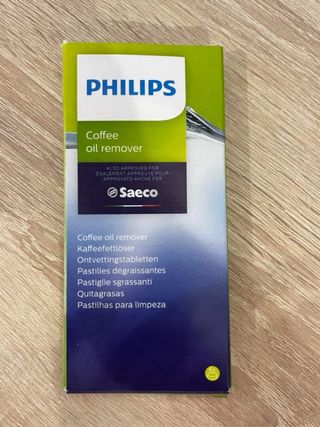 PHILIPS
Coffee
oil remover
ALSO APPROVED FOR
ÉGALEMENT APPROUVÉ POUR
APPROVATO ANCHE PER
Saeco
Coffee oil remover
Kaffeefettlöser
Ontvettingstabletten
Pastilles dégraissantes
Pastiglie sgrassanti
Quitagrasas
Pastilhas para limpeza